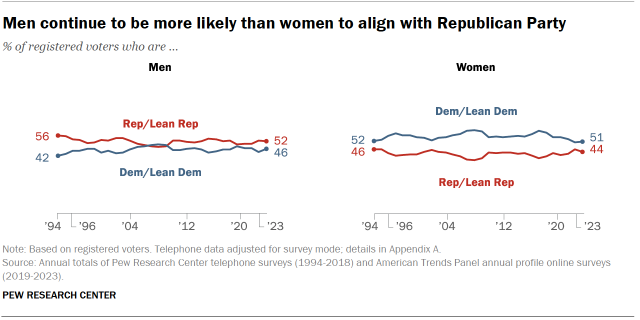 Men continue to be more likely than women to align with Republican Party
% of registered voters who are ...
Men
Women
56
Rep/Lean Rep
52
42
Dem/Lean Dem
46
'94
'96
'04
'12
'20
'23
Dem/Lean Dem
52
51
46
44
Rep/Lean Rep
'94
'96
'04
'12
'20
'23
Note: Based on registered voters. Telephone data adjusted for survey mode; details in Appendix A.
Source: Annual totals of Pew Research Center telephone surveys (1994-2018) and American Trends Panel annual profile online surveys
(2019-2023).
PEW RESEARCH CENTER